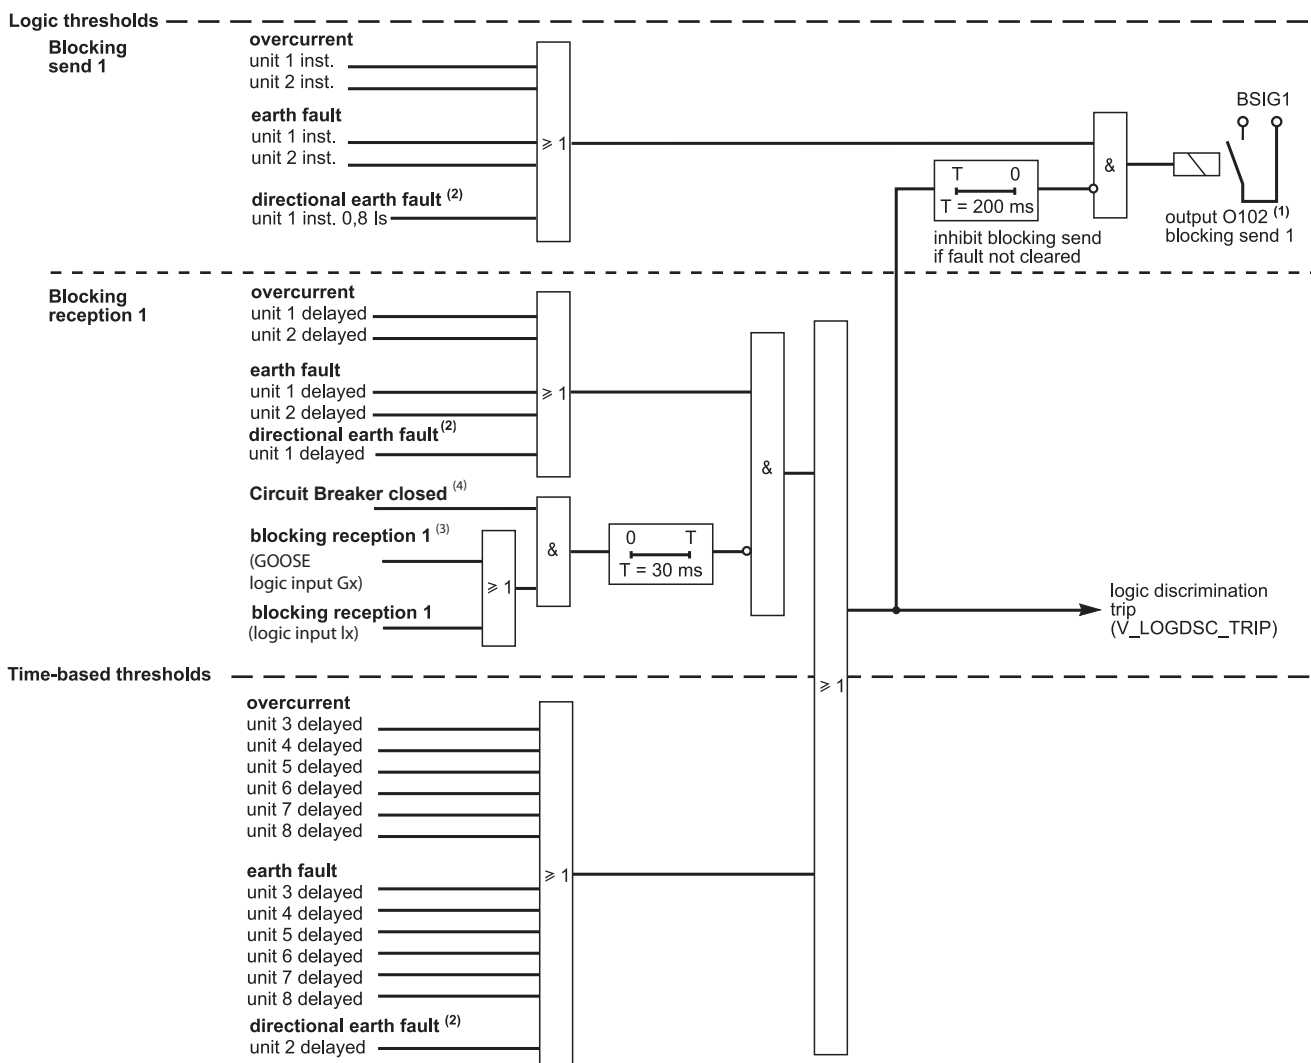 Logic thresholds
Blocking
send 1
overcurrent
unit 1 inst.
unit 2 inst.
earth fault
unit 1 inst.
unit 2 inst.
directional earth fault (2)
unit 1 inst. 0,8 Is
≥ 1
T 0
T = 200 ms
inhibit blocking send
if fault not cleared
&
BSIG1
output O102 (1)
blocking send 1
Blocking
reception 1
overcurrent
unit 1 delayed
unit 2 delayed
earth fault
unit 1 delayed
unit 2 delayed
directional earth fault (2)
unit 1 delayed
≥ 1
Circuit Breaker closed (4)
blocking reception 1 (3)
(GOOSE
logic input Gx)
blocking reception 1
(logic input Ix)
≥ 1
&
0 T
T = 30 ms
&
≥ 1
logic discrimination
trip
(V_LOGDSC_TRIP)
Time-based thresholds
overcurrent
unit 3 delayed
unit 4 delayed
unit 5 delayed
unit 6 delayed
unit 7 delayed
unit 8 delayed
earth fault
unit 3 delayed
unit 4 delayed
unit 5 delayed
unit 6 delayed
unit 7 delayed
unit 8 delayed
directional earth fault (2)
unit 2 delayed
≥ 1